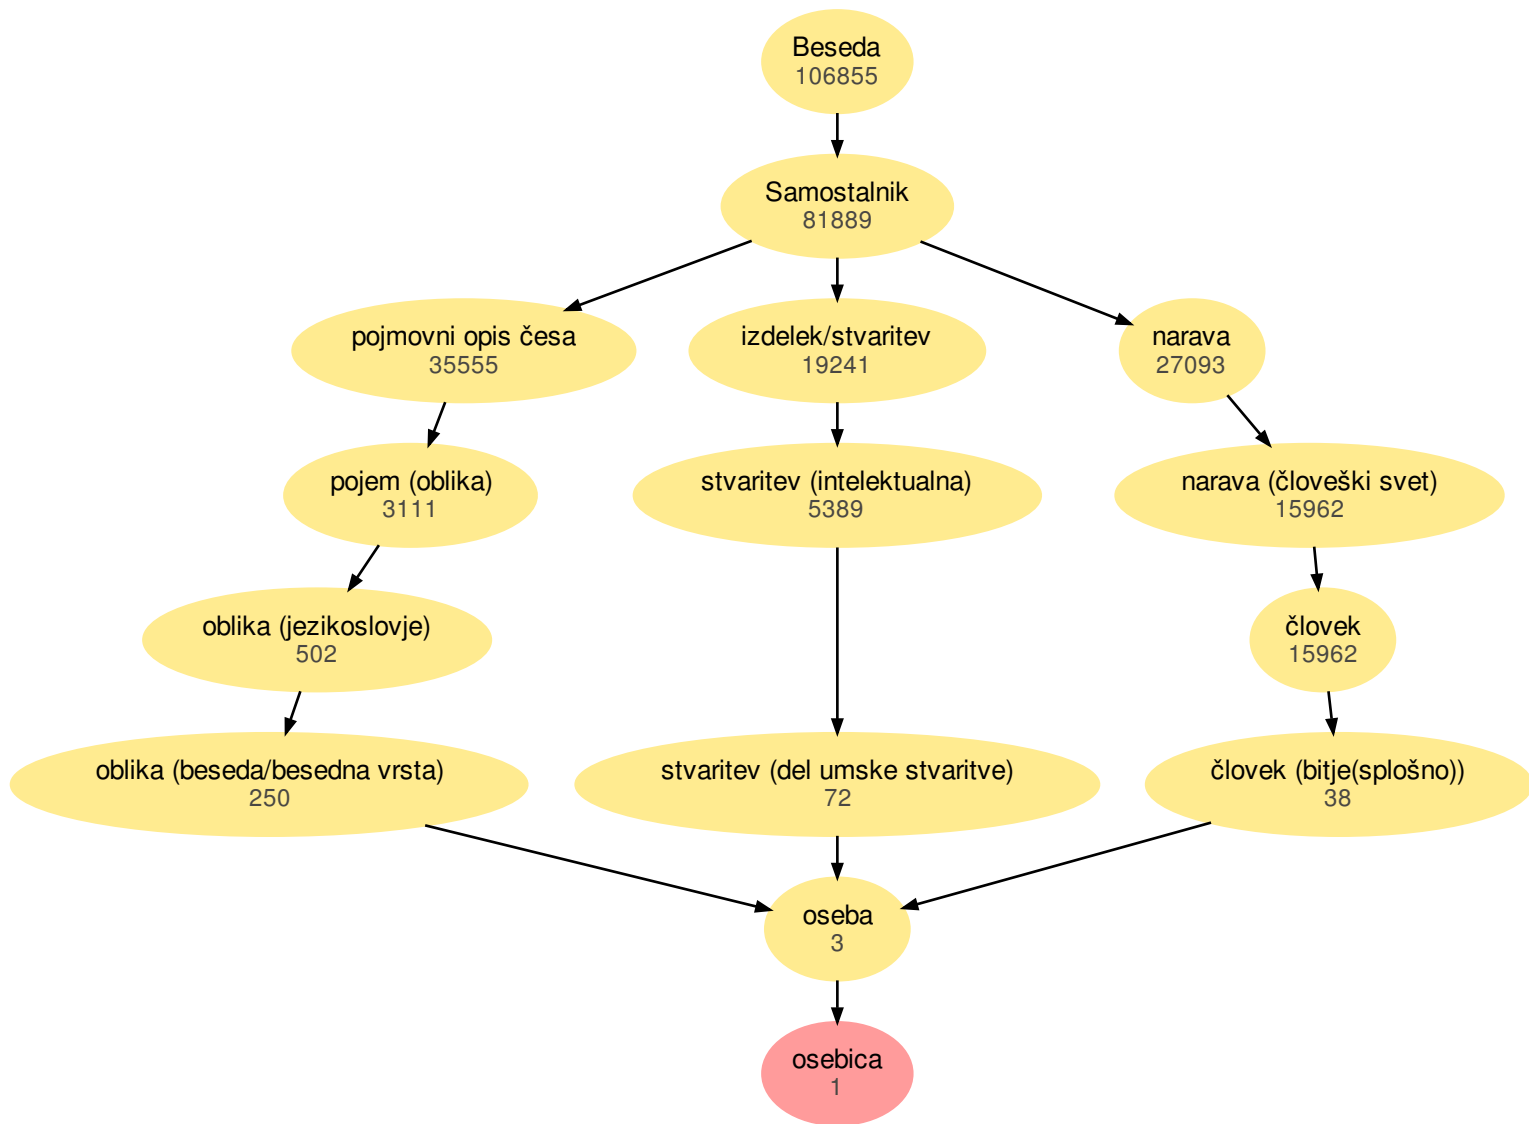 Beseda
106855
Samostalnik
81889
pojmovni opis česa
35555
izdelek/stvaritev
19241
narava
27093
pojem (oblika)
3111
stvaritev (intelektualna)
5389
narava (človeški svet)
15962
oblika (jezikoslovje)
502
človek
15962
oblika (beseda/besedna vrsta)
250
stvaritev (del umske stvaritve)
72
človek (bitje(splošno))
38
oseba
3
osebica
1